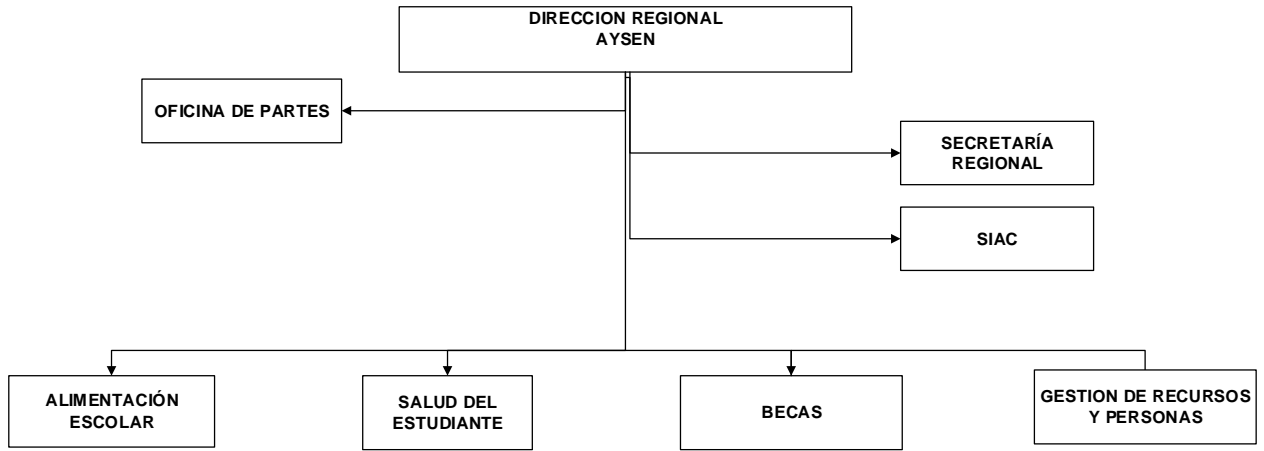 DIRECCION REGIONAL
AYSEN
OFICINA DE PARTES
SECRETARÍA
REGIONAL
SIAC
ALIMENTACIÓN
ESCOLAR
SALUD DEL
ESTUDIANTE
BECAS
GESTION DE RECURSOS
Y PERSONAS